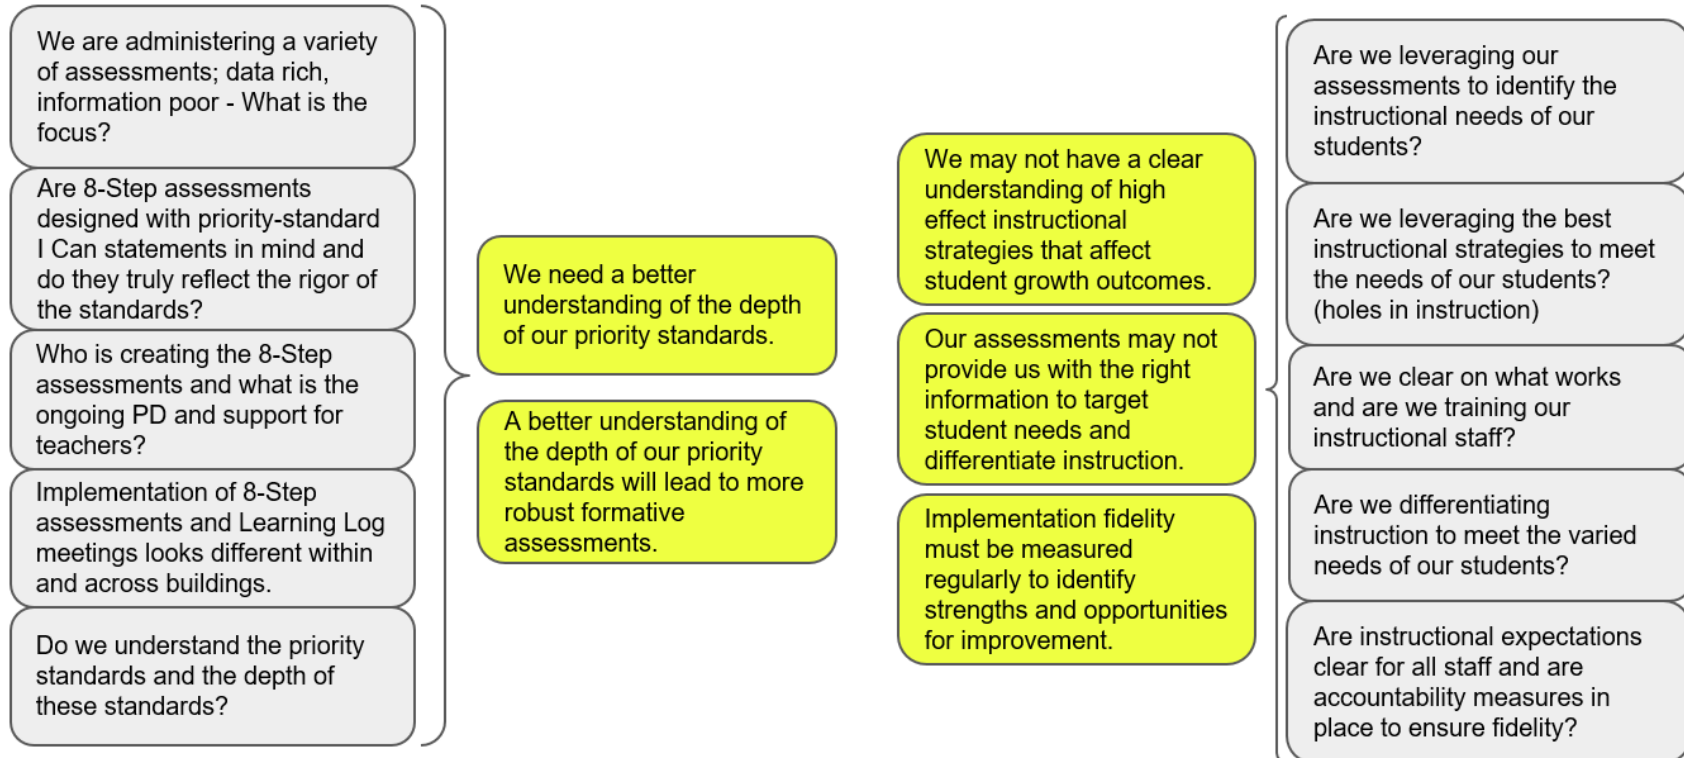 We are administering a variety
of assessments; data rich,
information poor - What is the
focus?
Are 8-Step assessments
designed with priority-standard
I Can statements in mind and
do they truly reflect the rigor of
the standards?
Who is creating the 8-Step
assessments and what is the
ongoing PD and support for
teachers?
Implementation of 8-Step
assessments and Learning Log
meetings looks different within
and across buildings.
Do we understand the priority
standards and the depth of
these standards?
We need a better
understanding of the depth
of our priority standards.
A better understanding of
the depth of our priority
standards will lead to more
robust formative
assessments.
We may not have a clear
understanding of high
effect instructional
strategies that affect
student growth outcomes.
Our assessments may not
provide us with the right
information to target
student needs and
differentiate instruction.
Implementation fidelity
must be measured
regularly to identify
strengths and opportunities
for improvement.
Are we leveraging our
assessments to identify the
instructional needs of our
students?
Are we leveraging the best
instructional strategies to meet
the needs of our students?
(holes in instruction)
Are we clear on what works
and are we training our
instructional staff?
Are we differentiating
instruction to meet the varied
needs of our students?
Are instructional expectations
clear for all staff and are
accountability measures in
place to ensure fidelity?